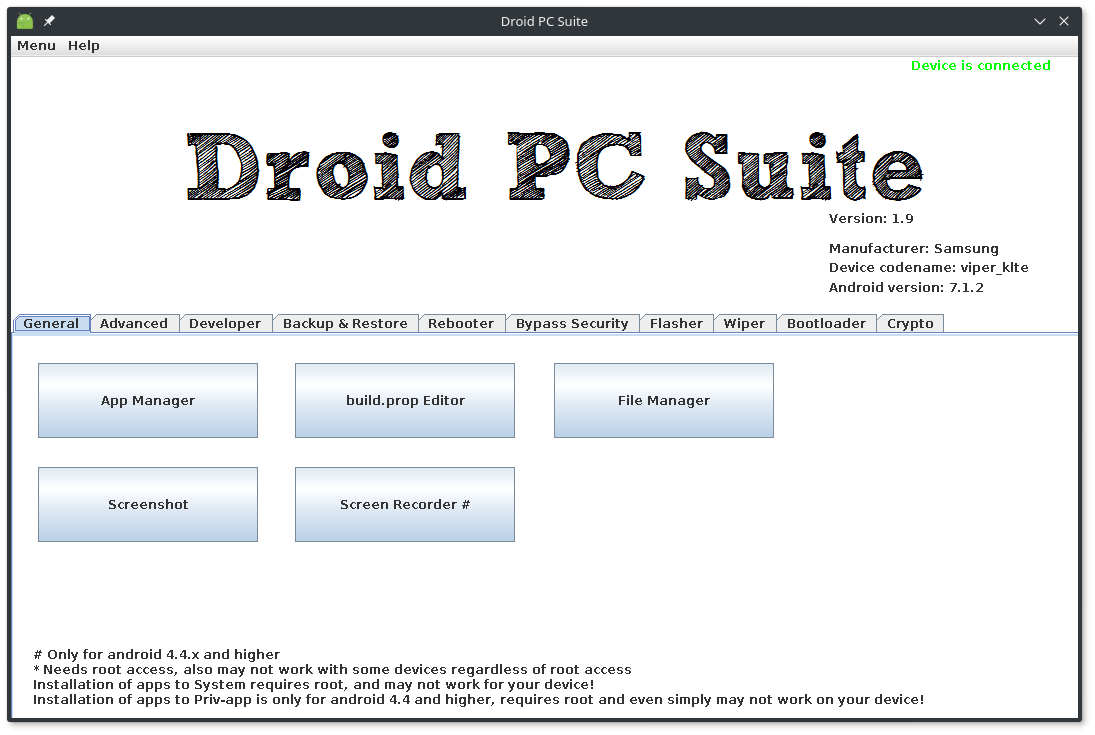 Droid PC Suite
Menu Help
Device is connected
Droid PC Suite
Version: 1.9
Manufacturer: Samsung
Device codename: viper_klte
Android version: 7.1.2
General Advanced Developer Backup & Restore Rebooter Bypass Security Flasher Wiper Bootloader Crypto
App Manager build.prop Editor File Manager
Screenshot Screen Recorder #
# Only for android 4.4.x and higher
* Needs root access, also may not work with some devices regardless of root access
Installation of apps to System requires root, and may not work for your device!
Installation of apps to Priv-app is only for android 4.4 and higher, requires root and even simply may not work on your device!